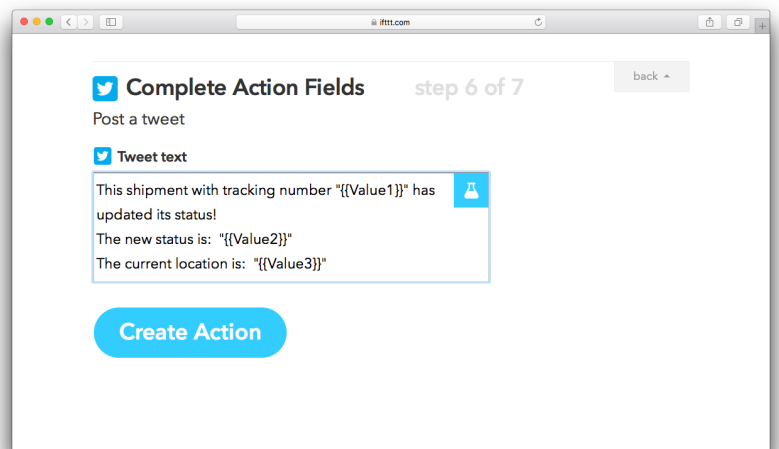 ifttt.com
back
Complete Action Fields step 6 of 7
Post a tweet
Tweet text
This shipment with tracking number "{{Value1}}" has
updated its status!
The new status is:  "{{Value2}}"
The current location is:  "{{Value3}}"
Create Action